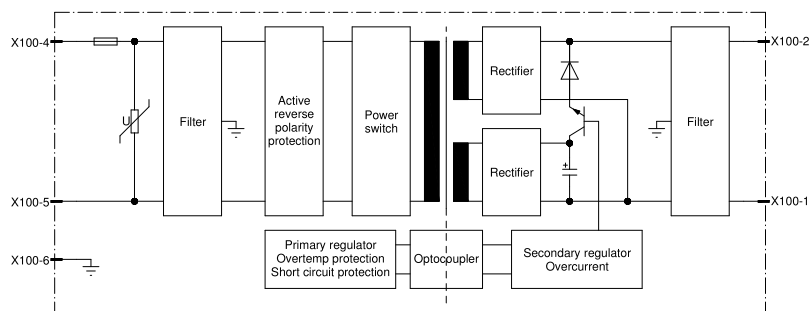 X100-4
X100-2
Rectifier
U
Filter
Active
reverse
polarity
protection
Power
switch
Filter
+
Rectifier
X100-5
X100-1
X100-6
Primary regulator
Overtemp protection
Short circuit protection
Optocoupler
Secondary regulator
Overcurrent